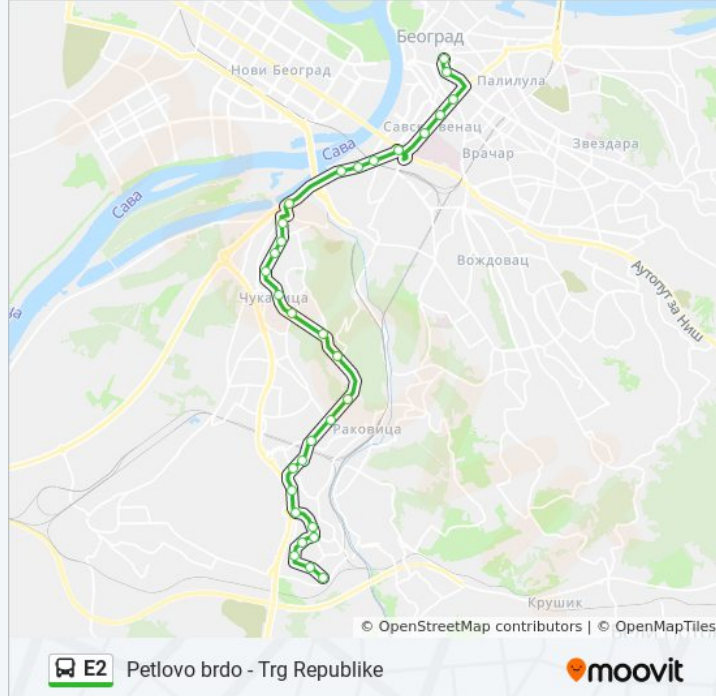 Београд
Нови Београд
Палилула
Савски венац
Сава
Врачар
Звездара
Сава
Вождовац
Аутопут за Ниш
Чукарица
Раковица
Крушик
© OpenStreetMap contributors | © OpenMapTiles
E2 Petlovo brdo - Trg Republike moovit